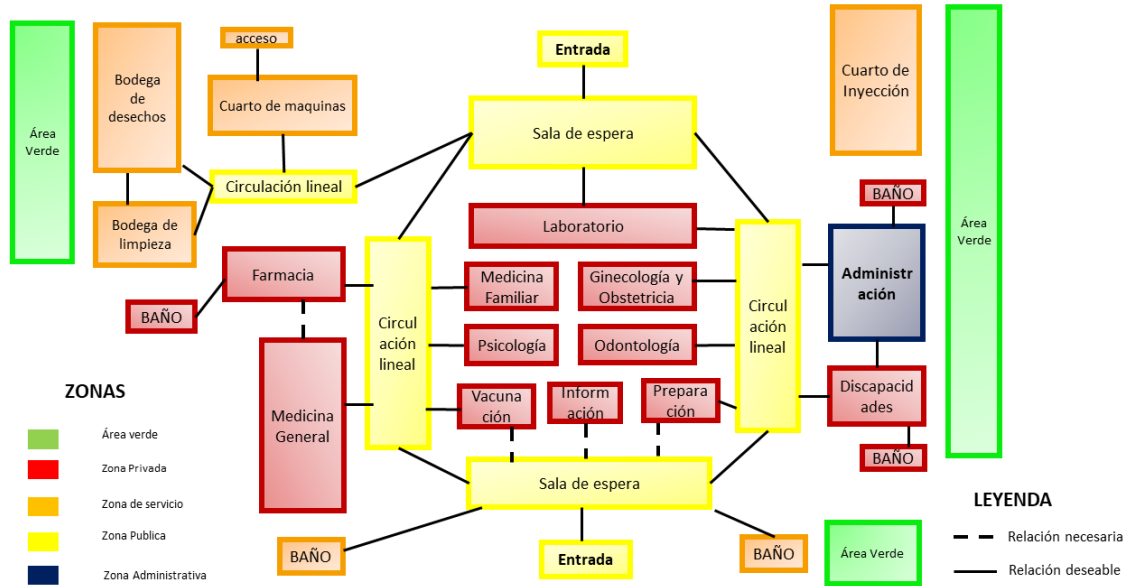 acceso
Entrada
Bodega
de
desechos
Cuarto de maquinas
Sala de espera
Cuarto de
Inyección
Área
Verde
Circulación lineal
Bodega de
limpieza
Laboratorio
BAÑO
Área
Verde
Farmacia
Medicina
Familiar
Ginecología y
Obstetricia
Administr
ación
BAÑO
Circul
ación
lineal
Circul
ación
lineal
Psicología
Odontología
Medicina
General
Vacuna
ción
Infor
mación
Prepar
ación
Discapacid
ades
BAÑO
Sala de espera
BAÑO
Entrada
BAÑO
Área Verde
ZONAS
Área verde
Zona Privada
Zona de servicio
Zona Publica
Zona Administrativa
LEYENDA
Relación necesaria
Relación deseable